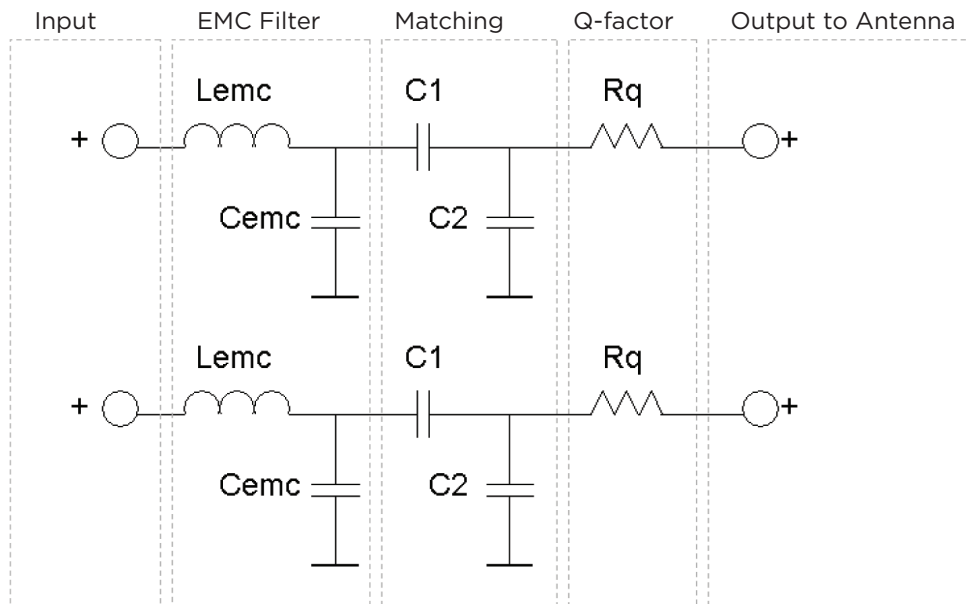 Input EMC Filter Matching Q-factor Output to Antenna
Lemc C1 Rq
+ +
Cemc C2
Lemc C1 Rq
+ +
Cemc C2